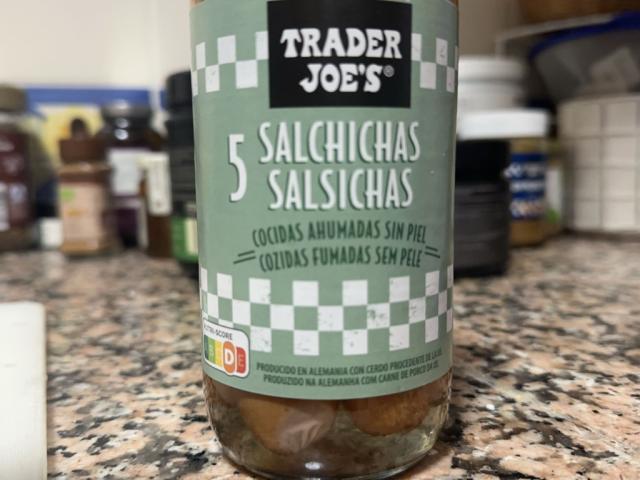 TRADER
JOE'S®
5 SALCHICHAS
SALSICHAS
COCIDAS AHUMADAS SIN PIEL
COZIDAS FUMADAS SEM PELE
NUTRI-SCORE
D E
PRODUCIDO EN ALEMANIA CON CERDO PROCEDENTE DE LA UE.
PRODUZIDO NA ALEMANHA COM CARNE DE PORCO DA UE.